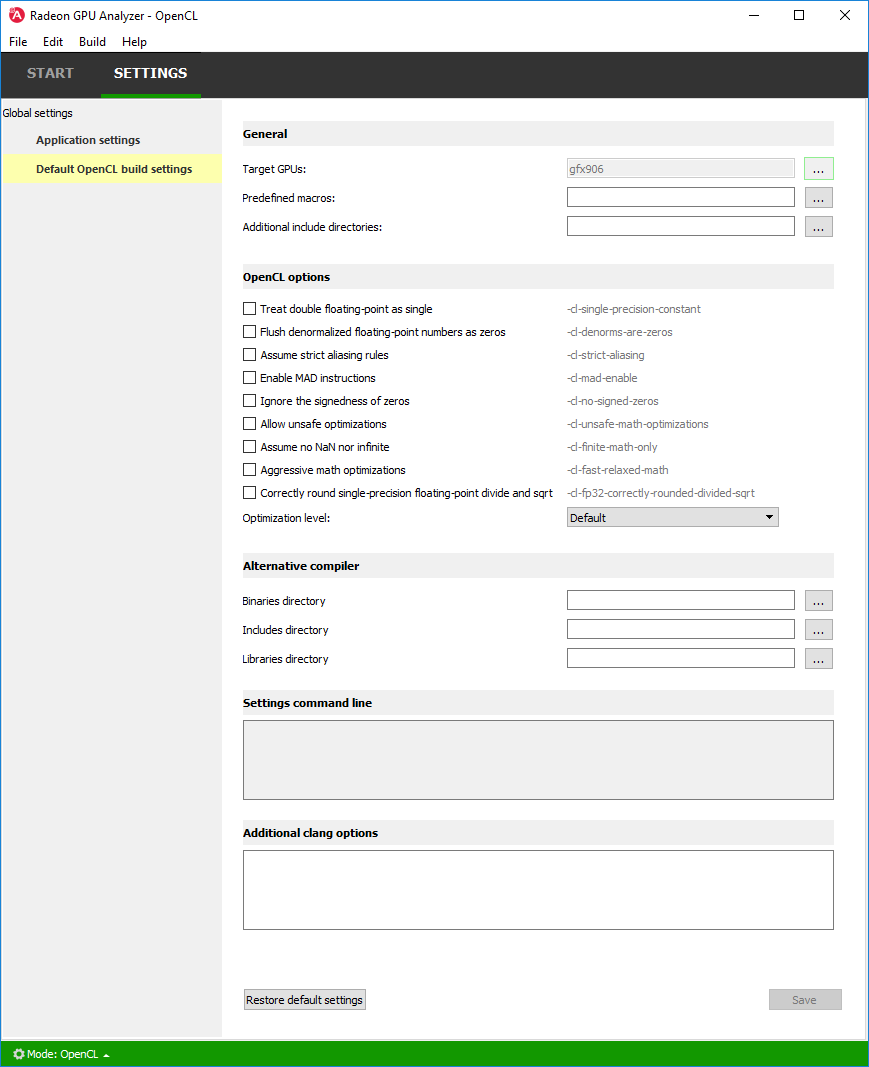 Radeon GPU Analyzer - OpenCL
File Edit Build Help
START SETTINGS
Global settings
Application settings
Default OpenCL build settings
General
Target GPUs: gfx906 ...
Predefined macros: ...
Additional include directories: ...
OpenCL options
Treat double floating-point as single -cl-single-precision-constant
Flush denormalized floating-point numbers as zeros -cl-denorms-are-zeros
Assume strict aliasing rules -cl-strict-aliasing
Enable MAD instructions -cl-mad-enable
Ignore the signedness of zeros -cl-no-signed-zeros
Allow unsafe optimizations -cl-unsafe-math-optimizations
Assume no NaN nor infinite -cl-finite-math-only
Aggressive math optimizations -cl-fast-relaxed-math
Correctly round single-precision floating-point divide and sqrt -cl-fp32-correctly-rounded-divided-sqrt
Optimization level: Default
Alternative compiler
Binaries directory ...
Includes directory ...
Libraries directory ...
Settings command line
Additional clang options
Restore default settings Save
Mode: OpenCL